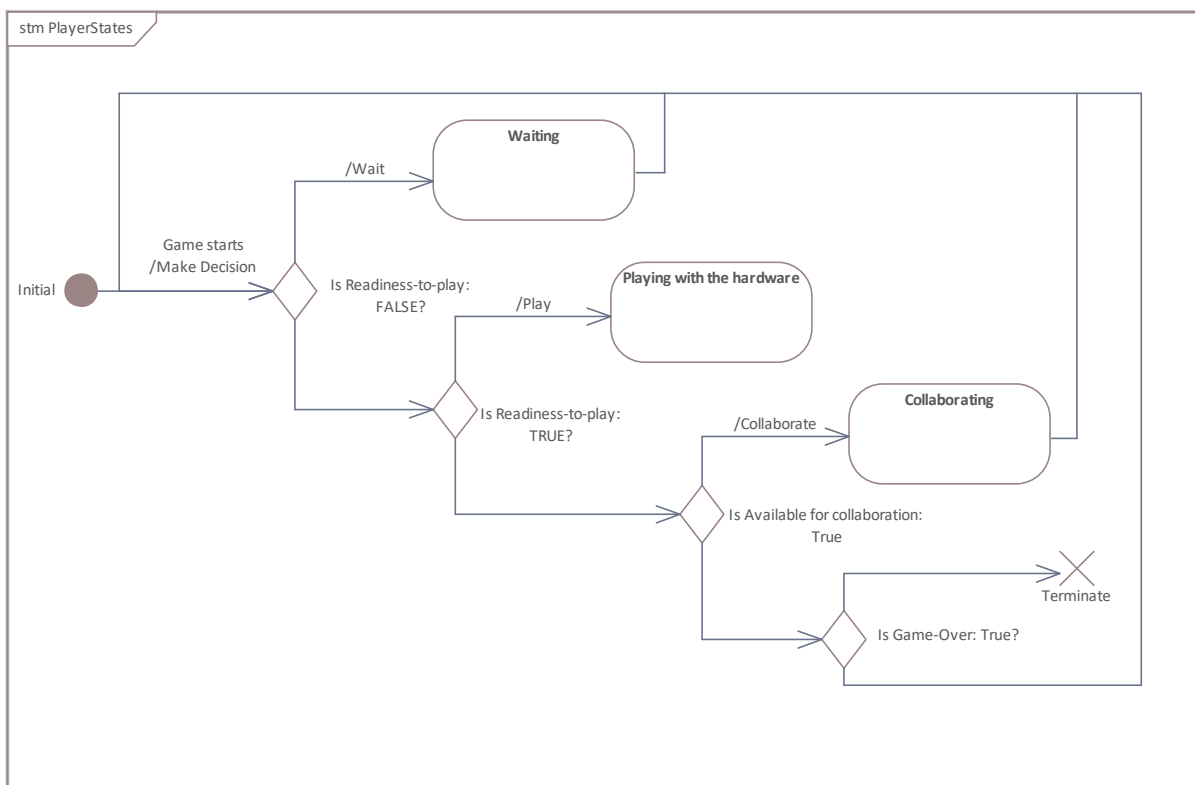 stm PlayerStates
Waiting
/Wait
Game starts
/Make Decision
Initial
Is Readiness-to-play:
FALSE?
Playing with the hardware
/Play
Is Readiness-to-play:
TRUE?
Collaborating
/Collaborate
Is Available for collaboration:
True
Terminate
Is Game-Over: True?